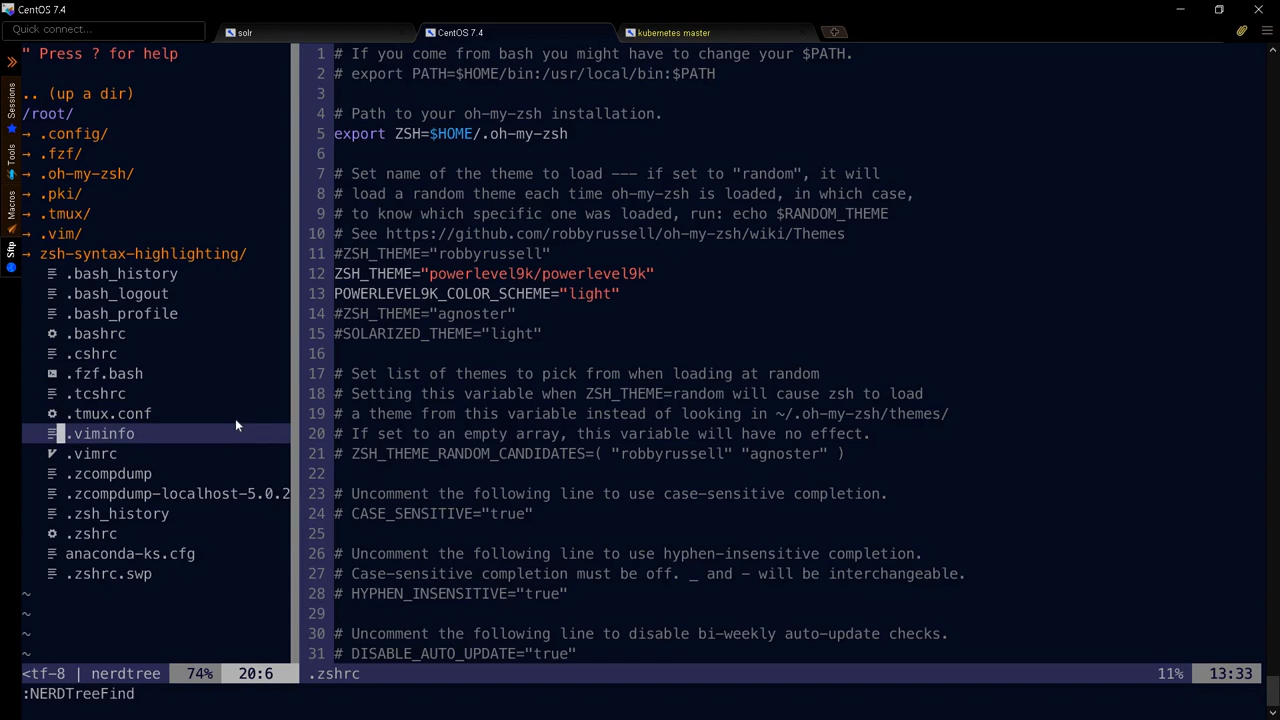 CentOS 7.4
Quick connect...
solr
CentOS 7.4
kubernetes master
Sessions
Tools
Macros
Sftp
" Press ? for help
.. (up a dir)
/root/
→ .config/
→ .fzf/
→ .oh-my-zsh/
→ .pki/
→ .tmux/
→ .vim/
→ zsh-syntax-highlighting/
.bash_history
.bash_logout
.bash_profile
.bashrc
.cshrc
.fzf.bash
.tcshrc
.tmux.conf
.viminfo
.vimrc
.zcompdump
.zcompdump-localhost-5.0.2
.zsh_history
.zshrc
anaconda-ks.cfg
.zshrc.swp
~
~
~
~
<tf-8 | nerdtree 74% 20:6
1 # If you come from bash you might have to change your $PATH.
2 # export PATH=$HOME/bin:/usr/local/bin:$PATH
3
4 # Path to your oh-my-zsh installation.
5 export ZSH=$HOME/.oh-my-zsh
6
7 # Set name of the theme to load --- if set to "random", it will
8 # load a random theme each time oh-my-zsh is loaded, in which case,
9 # to know which specific one was loaded, run: echo $RANDOM_THEME
10 # See https://github.com/robbyrussell/oh-my-zsh/wiki/Themes
11 #ZSH_THEME="robbyrussell"
12 ZSH_THEME="powerlevel9k/powerlevel9k"
13 POWERLEVEL9K_COLOR_SCHEME="light"
14 #ZSH_THEME="agnoster"
15 #SOLARIZED_THEME="light"
16
17 # Set list of themes to pick from when loading at random
18 # Setting this variable when ZSH_THEME=random will cause zsh to load
19 # a theme from this variable instead of looking in ~/.oh-my-zsh/themes/
20 # If set to an empty array, this variable will have no effect.
21 # ZSH_THEME_RANDOM_CANDIDATES=( "robbyrussell" "agnoster" )
22
23 # Uncomment the following line to use case-sensitive completion.
24 # CASE_SENSITIVE="true"
25
26 # Uncomment the following line to use hyphen-insensitive completion.
27 # Case-sensitive completion must be off. _ and - will be interchangeable.
28 # HYPHEN_INSENSITIVE="true"
29
30 # Uncomment the following line to disable bi-weekly auto-update checks.
31 # DISABLE_AUTO_UPDATE="true"
.zshrc 11% 13:33
:NERDTreeFind